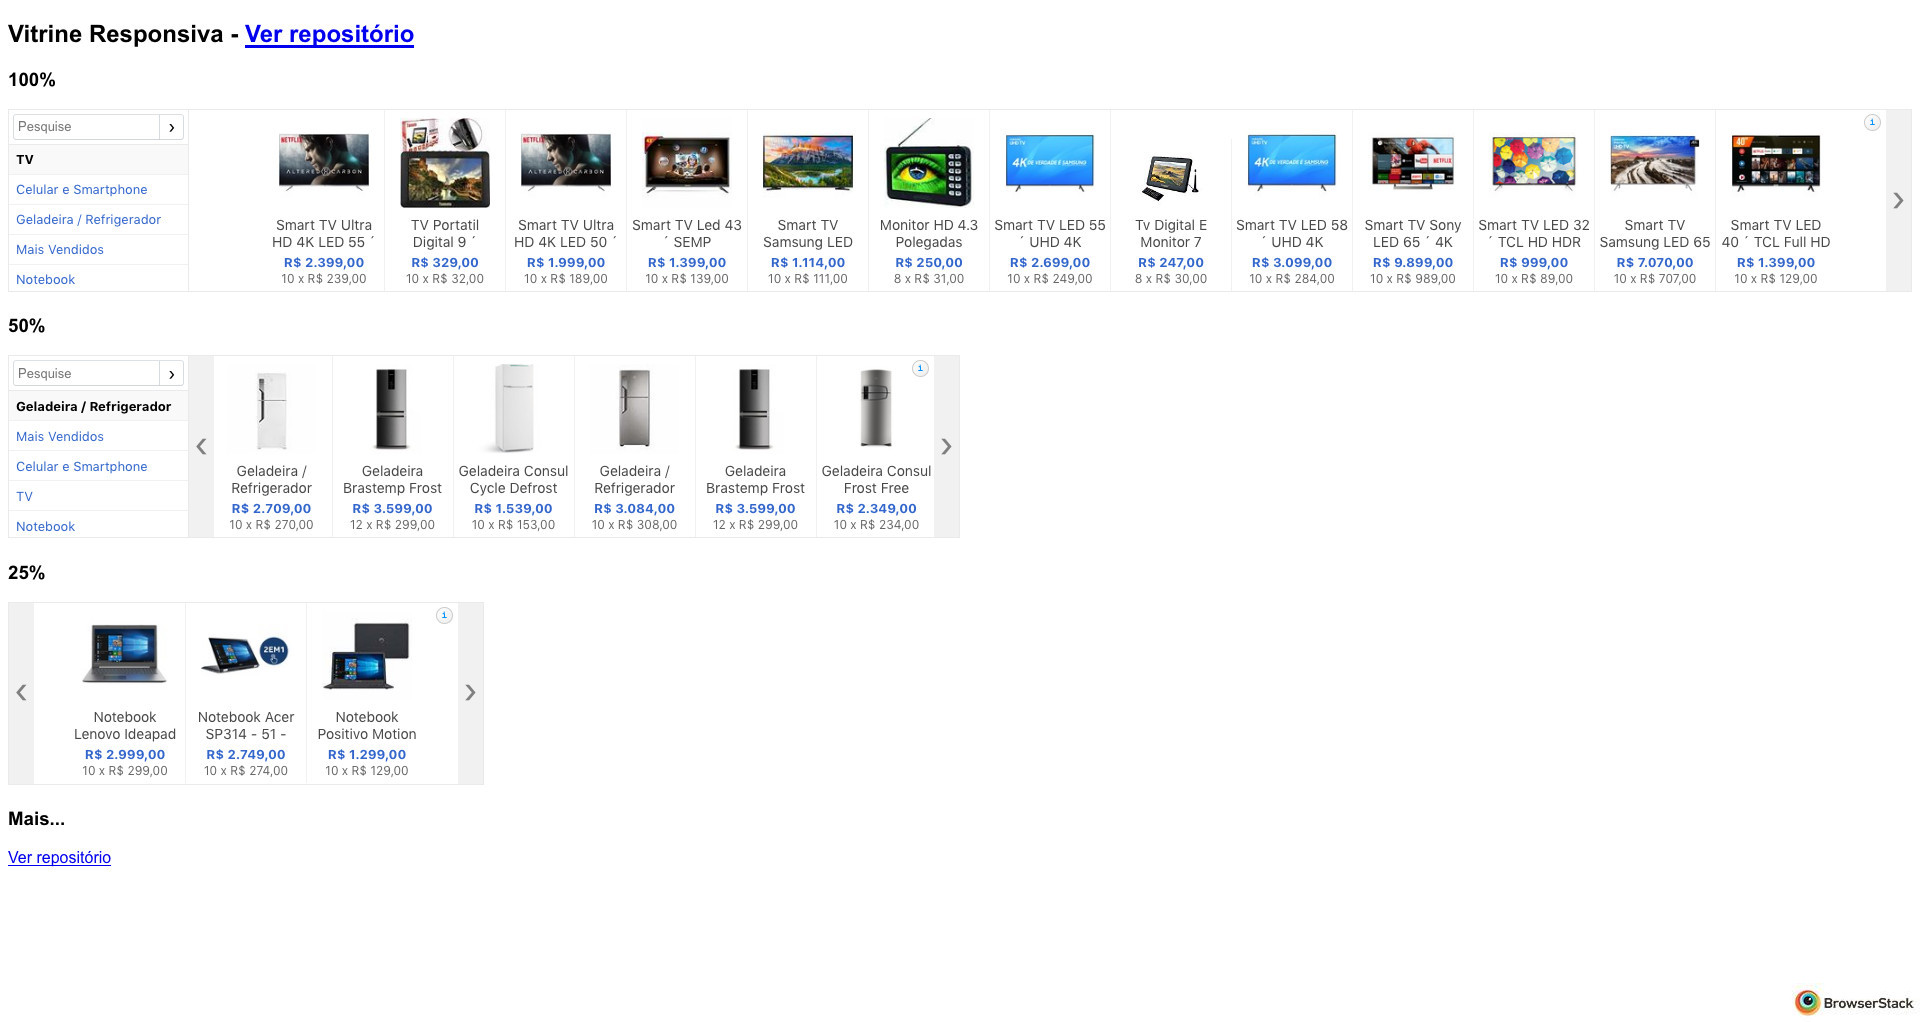 Vitrine Responsiva - Ver repositório
100%
Pesquise
TV
Celular e Smartphone
Geladeira / Refrigerador
Mais Vendidos
Notebook
Smart TV Ultra
HD 4K LED 55 ´
R$ 2.399,00
10 x R$ 239,00
TV Portatil
Digital 9 ´
R$ 329,00
10 x R$ 32,00
Smart TV Ultra
HD 4K LED 50 ´
R$ 1.999,00
10 x R$ 189,00
Smart TV Led 43
´ SEMP
R$ 1.399,00
10 x R$ 139,00
Smart TV
Samsung LED
R$ 1.114,00
10 x R$ 111,00
Monitor HD 4.3
Polegadas
R$ 250,00
8 x R$ 31,00
Smart TV LED 55
´ UHD 4K
R$ 2.699,00
10 x R$ 249,00
Tv Digital E
Monitor 7
R$ 247,00
8 x R$ 30,00
Smart TV LED 58
´ UHD 4K
R$ 3.099,00
10 x R$ 284,00
Smart TV Sony
LED 65 ´ 4K
R$ 9.899,00
10 x R$ 989,00
Smart TV LED 32
´ TCL HD HDR
R$ 999,00
10 x R$ 89,00
Smart TV
Samsung LED 65
R$ 7.070,00
10 x R$ 707,00
Smart TV LED
40 ´ TCL Full HD
R$ 1.399,00
10 x R$ 129,00
50%
Pesquise
Geladeira / Refrigerador
Mais Vendidos
Celular e Smartphone
TV
Notebook
Geladeira /
Refrigerador
R$ 2.709,00
10 x R$ 270,00
Geladeira
Brastemp Frost
R$ 3.599,00
12 x R$ 299,00
Geladeira Consul
Cycle Defrost
R$ 1.539,00
10 x R$ 153,00
Geladeira /
Refrigerador
R$ 3.084,00
10 x R$ 308,00
Geladeira
Brastemp Frost
R$ 3.599,00
12 x R$ 299,00
Geladeira Consul
Frost Free
R$ 2.349,00
10 x R$ 234,00
25%
2EM1
Notebook
Lenovo Ideapad
R$ 2.999,00
10 x R$ 299,00
Notebook Acer
SP314 - 51 -
R$ 2.749,00
10 x R$ 274,00
Notebook
Positivo Motion
R$ 1.299,00
10 x R$ 129,00
Mais...
Ver repositório
BrowserStack